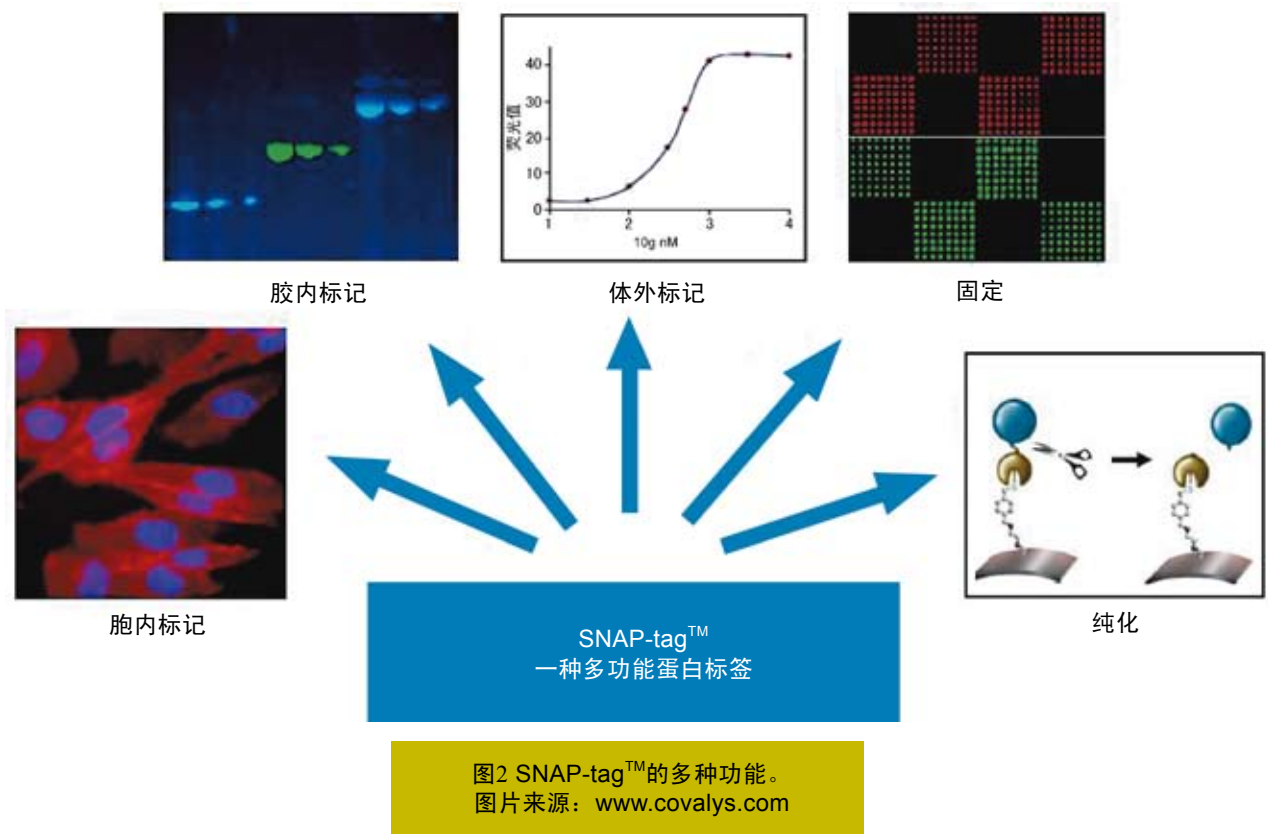 40
30
20
10
0
荧光值
1 2 3 4
10g nM
胶内标记 体外标记 固定
胞内标记
纯化
SNAP-tag™
一种多功能蛋白标签
图2 SNAP-tag™的多种功能。
图片来源：www.covalys.com